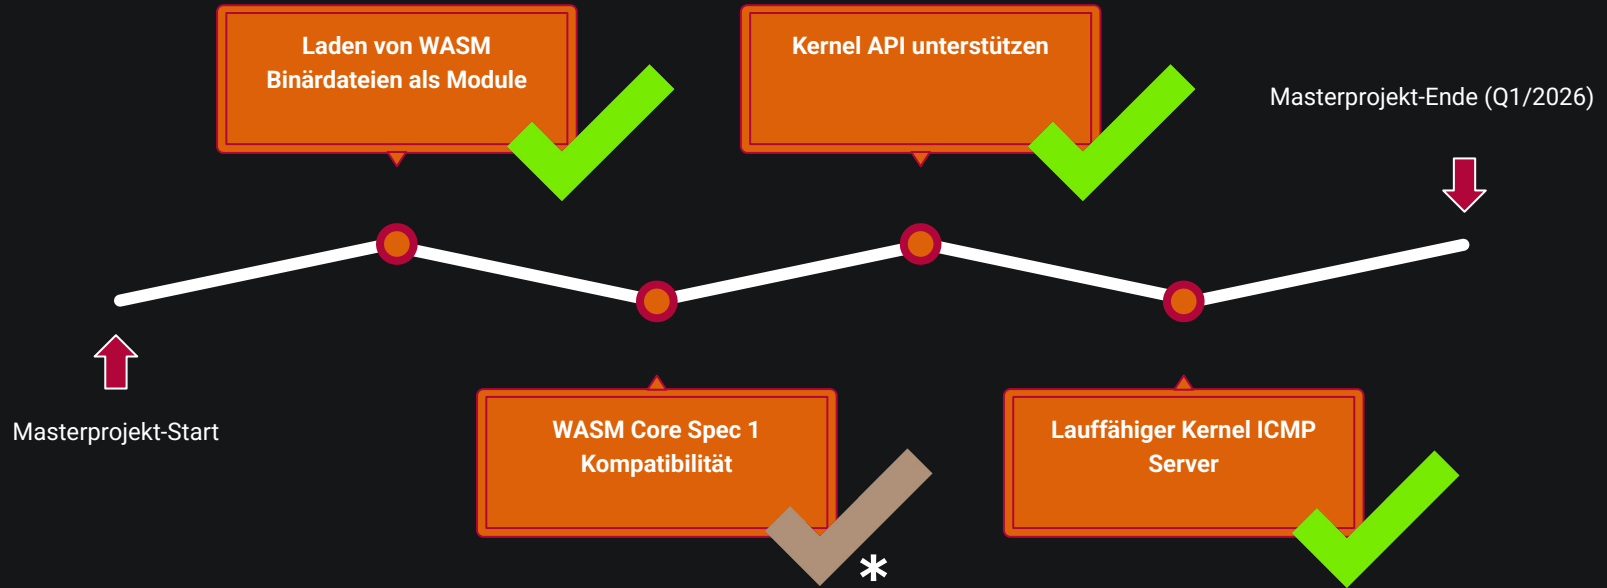 Laden von WASM
Binärdateien als Module
Kernel API unterstützen
Masterprojekt-Ende (Q1/2026)
Masterprojekt-Start
WASM Core Spec 1
Kompatibilität
*
Lauffähiger Kernel ICMP
Server